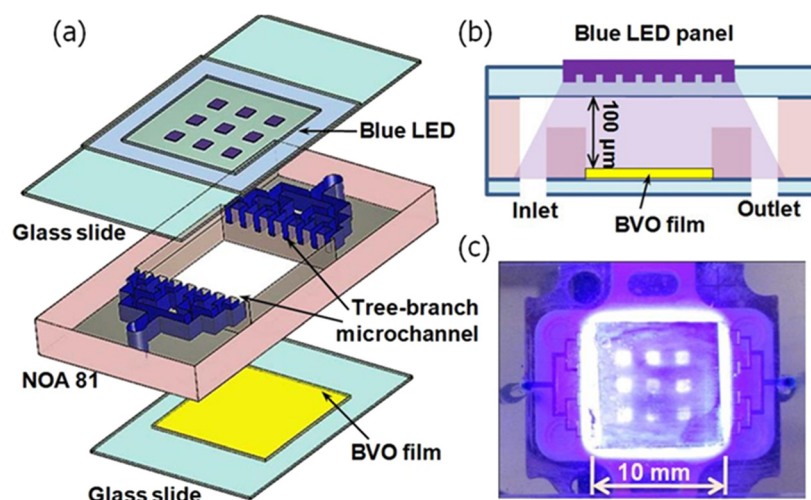 (a)
Blue LED
Glass slide
Tree-branch
microchannel
NOA 81
BVO film
Glass slide
(b)
Blue LED panel
100 µm
Inlet
Outlet
BVO film
(c)
10 mm